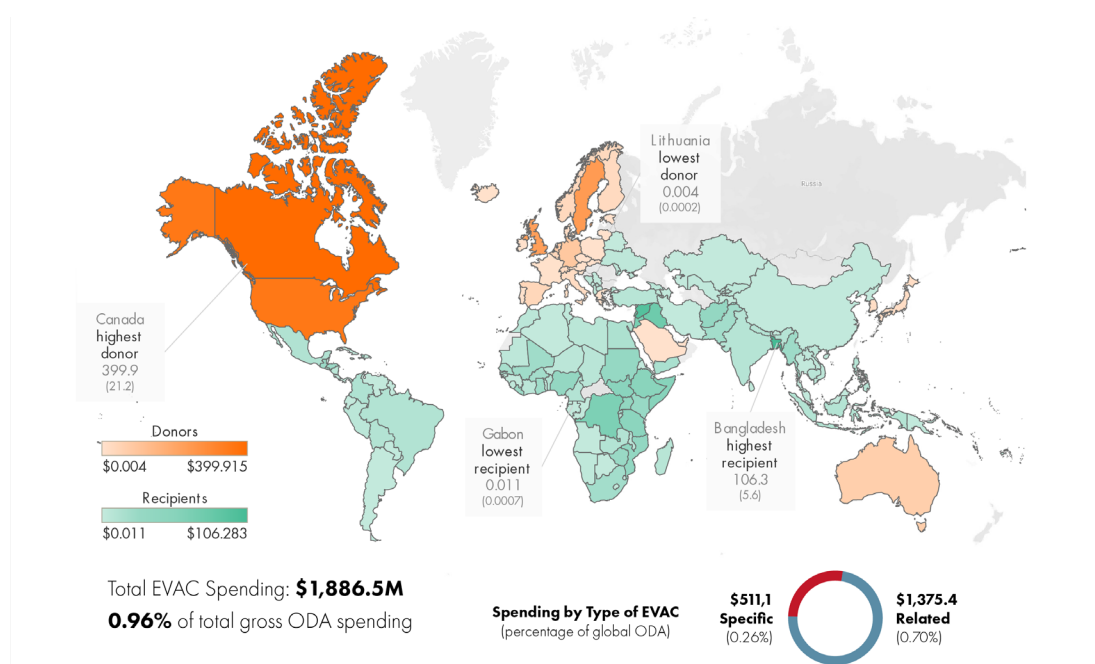 Lithuania
lowest
donor
0.004
(0.0002)
Russia
Canada
highest
donor
399.9
(21.2)
Donors
$0.004 $399.915
Recipients
$0.011 $106.283
Gabon
lowest
recipient
0.011
(0.0007)
Bangladesh
highest
recipient
106.3
(5.6)
Total EVAC Spending: $1,886.5M
0.96% of total gross ODA spending
Spending by Type of EVAC
(percentage of global ODA)
$511,1
Specific
(0.26%)
$1,375.4
Related
(0.70%)